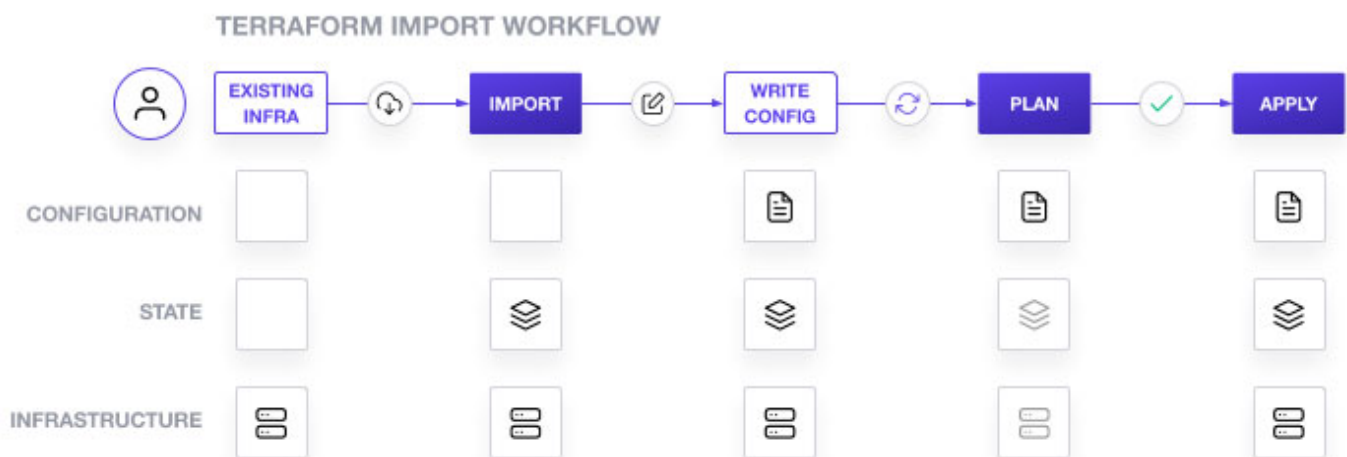 TERRAFORM IMPORT WORKFLOW
EXISTING
INFRA
IMPORT
WRITE
CONFIG
PLAN
APPLY
CONFIGURATION
STATE
INFRASTRUCTURE